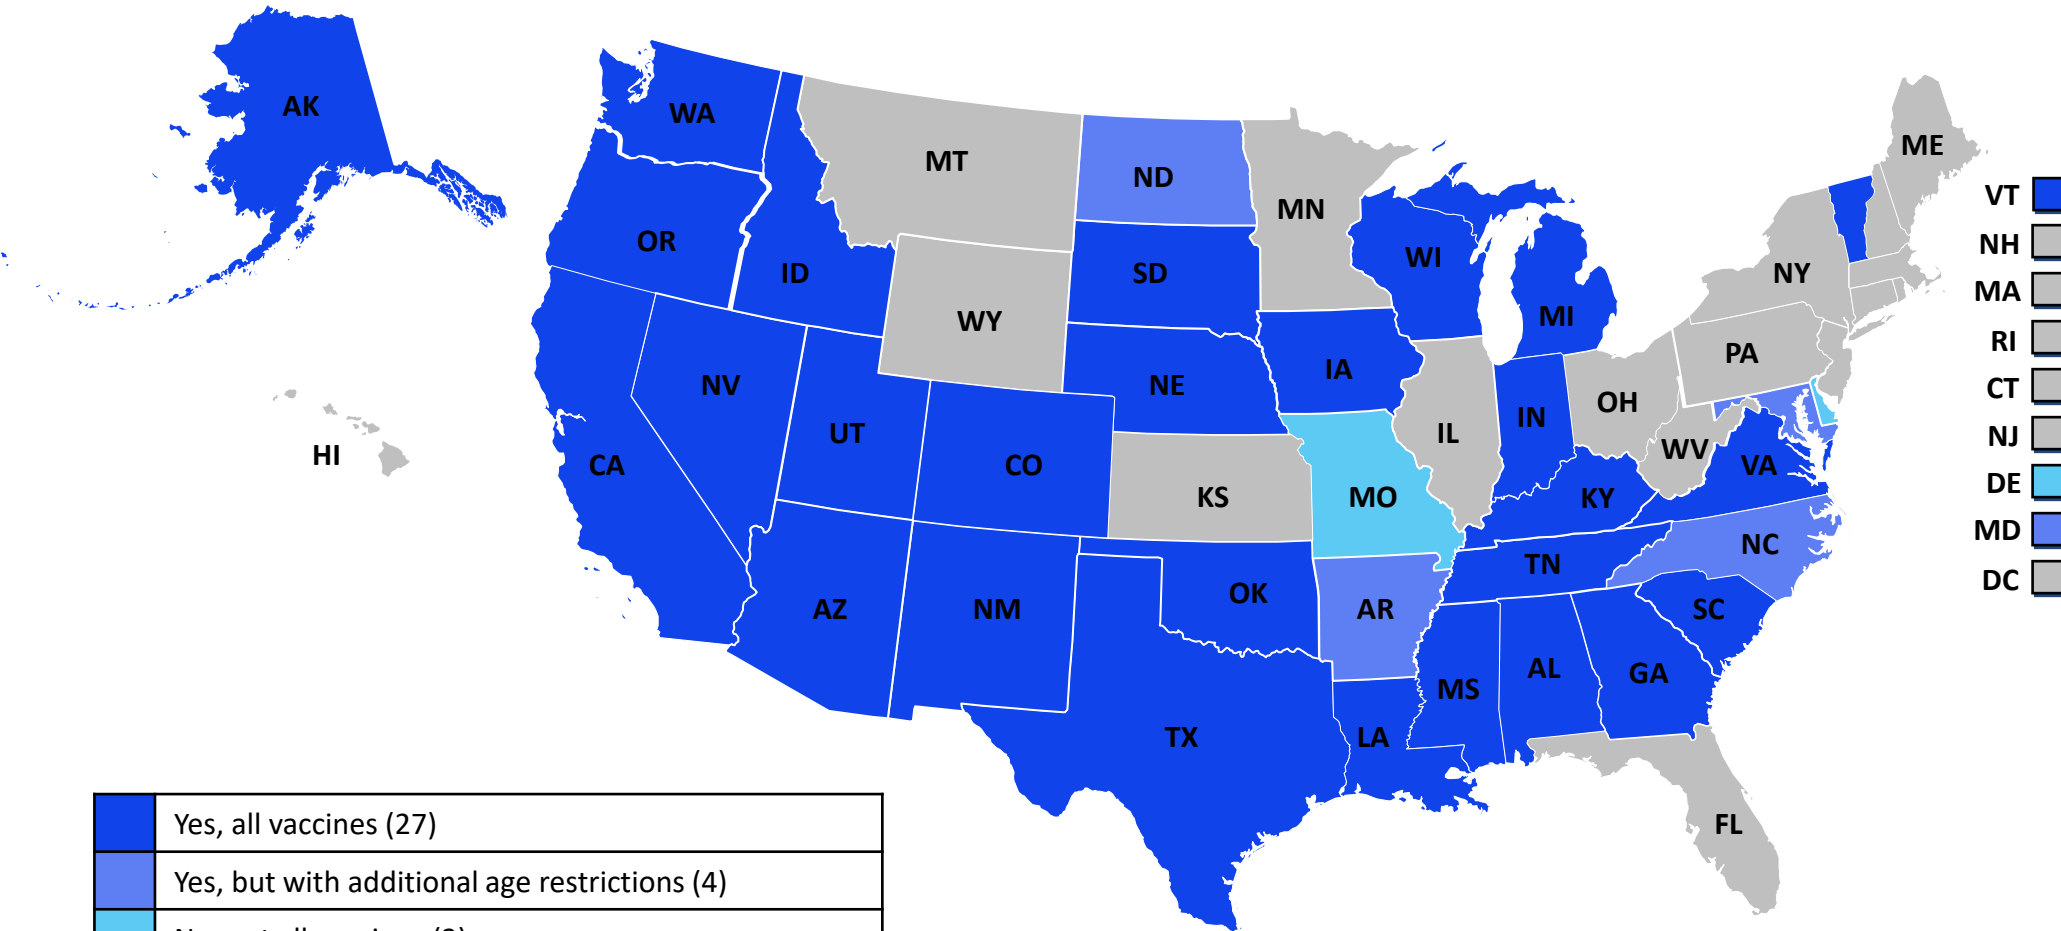 AK
WA
ME
MT
ND
VT
MN
OR
NH
WI
ID
SD
NY
MA
WY
MI
RI
PA
IA
NV
NE
CT
OH
IN
UT
IL
NJ
HI
WV
CA
CO
VA
DE
KS
MO
KY
MD
NC
TN
DC
OK
AZ
NM
AR
SC
AL
GA
MS
TX
LA
Yes, all vaccines (27)
FL
Yes, but with additional age restrictions (4)